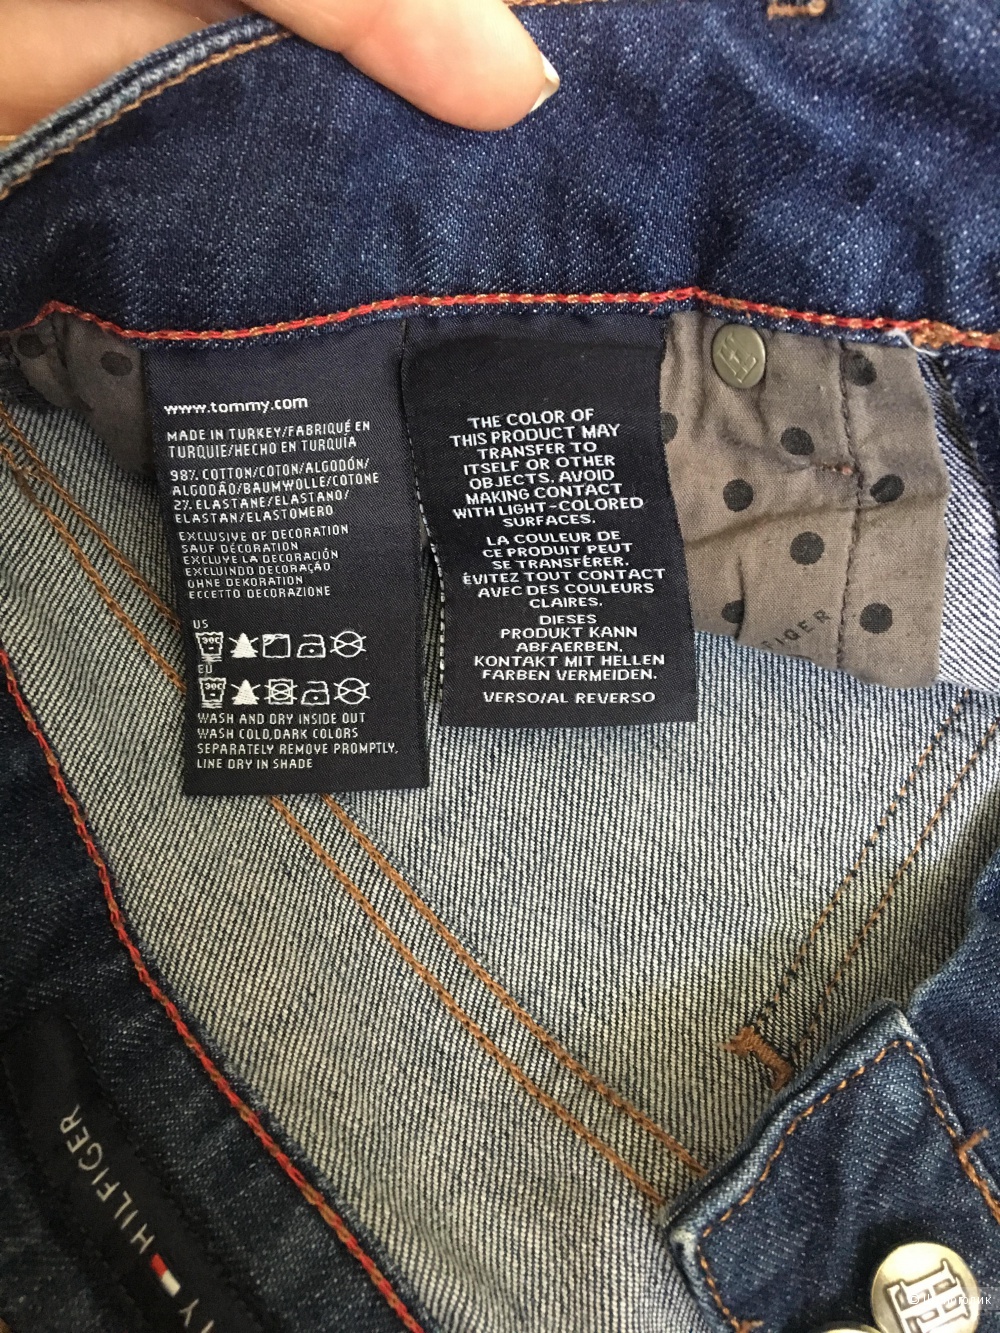 www.tommy.com
MADE IN TURKEY/FABRIQUÉ EN
TURQUIE/HECHO EN TURQUÍA
98% COTTON/COTON/ALGODÓN/
ALGODÃO/BAUMWOLLE/COTONE
2% ELASTANE/ELASTANO/
ELASTAN/ELASTOMERO
EXCLUSIVE OF DECORATION
SAUF DÉCORATION
EXCLUYE LA DECORACIÓN
EXCLUINDO DECORAÇÃO
OHNE DEKORATION
ECCETTO DECORAZIONE
US
30C
EU
30C
WASH AND DRY INSIDE OUT
WASH COLD,DARK COLORS
SEPARATELY REMOVE PROMPTLY,
LINE DRY IN SHADE
THE COLOR OF
THIS PRODUCT MAY
TRANSFER TO
ITSELF OR OTHER
OBJECTS. AVOID
MAKING CONTACT
WITH LIGHT-COLORED
SURFACES.
LA COULEUR DE
CE PRODUIT PEUT
SE TRANSFÉRER.
ÉVITEZ TOUT CONTACT
AVEC DES COULEURS
CLAIRES.
DIESES
PRODUKT KANN
ABFAERBEN.
KONTAKT MIT HELLEN
FARBEN VERMEIDEN.
VERSO/AL REVERSO
HILFIGER